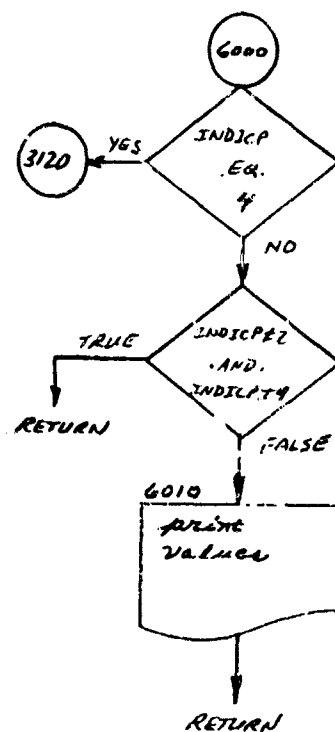 6000
INDICP
.EQ.
4
YES
3120
NO
INDICP≠2
.AND.
INDICP≠4
TRUE
RETURN
FALSE
6010
print
values
RETURN